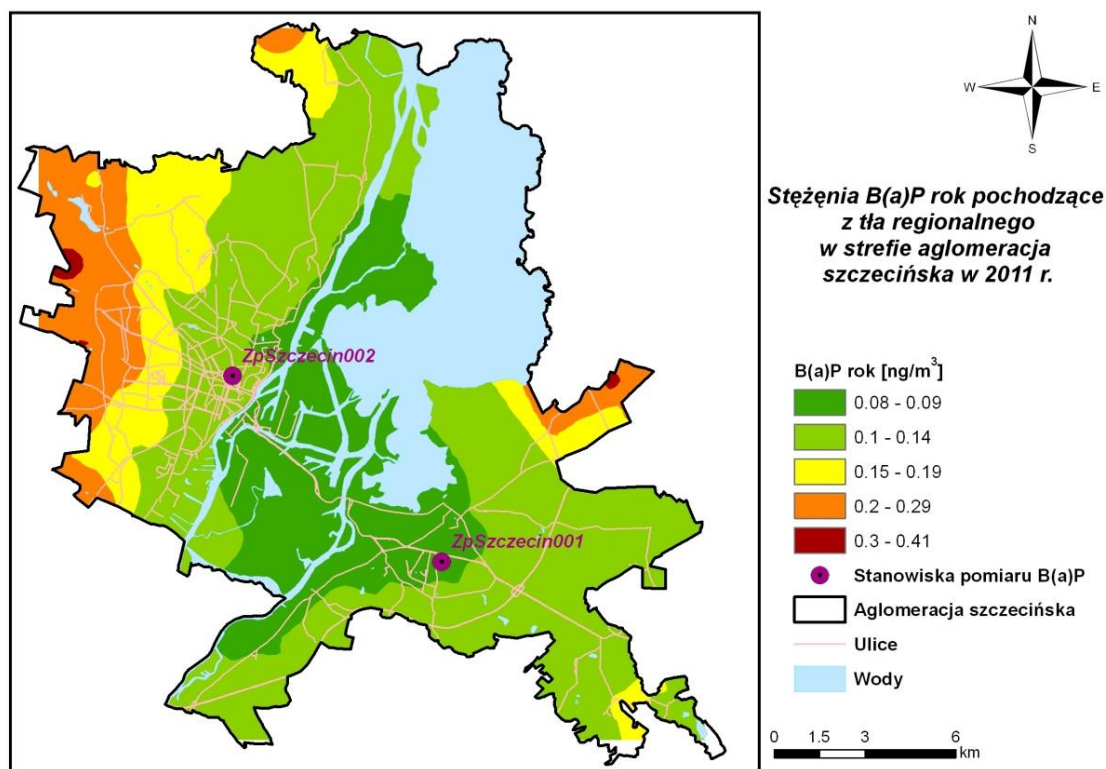 N
W E
S
Stężenia B(a)P rok pochodzące
z tła regionalnego
w strefie aglomeracja
szczecińska w 2011 r.
ZpSzczecin002
ZpSzczecin001
B(a)P rok [ng/m³]
0.08 - 0.09
0.1 - 0.14
0.15 - 0.19
0.2 - 0.29
0.3 - 0.41
Stanowiska pomiaru B(a)P
Aglomeracja szczecińska
Ulice
Wody
0 1.5 3 6
km